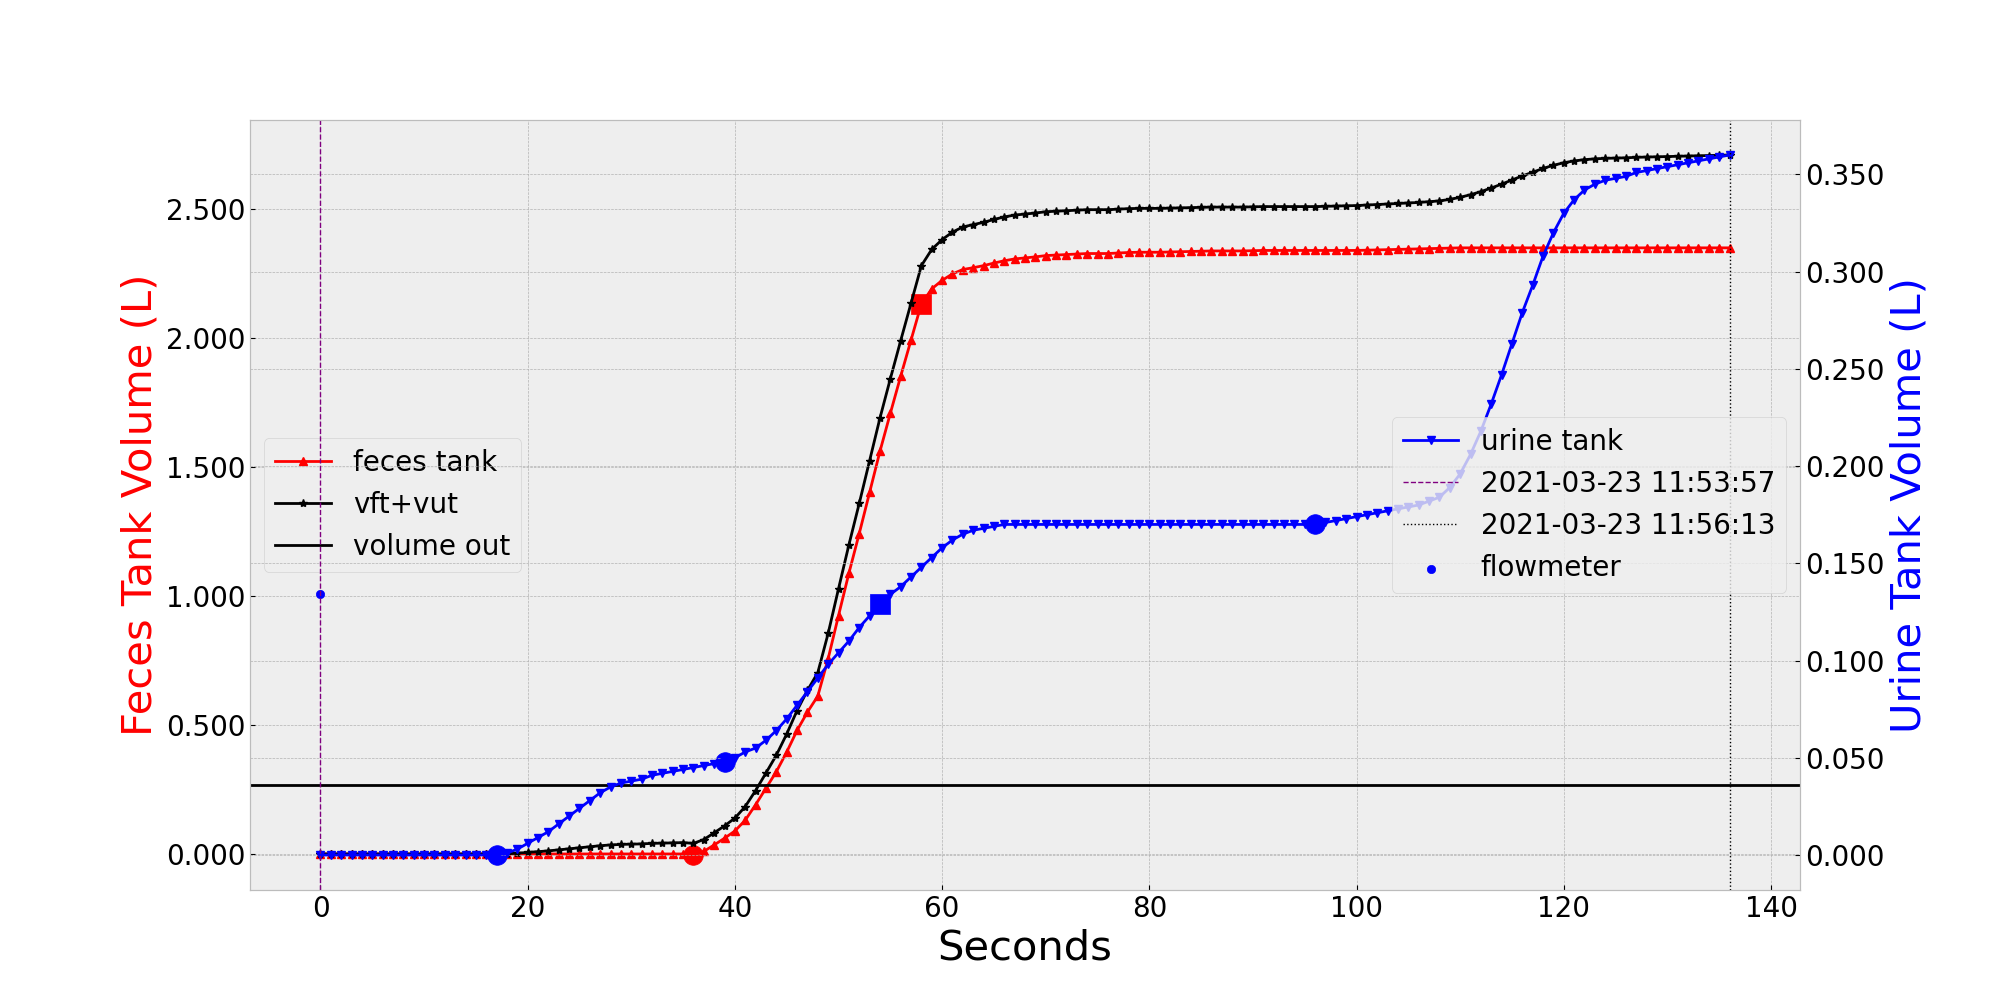 Feces Tank Volume (L)
2.500
2.000
1.500
1.000
0.500
0.000
feces tank
vft+vut
volume out
urine tank
2021-03-23 11:53:57
2021-03-23 11:56:13
flowmeter
0.350
0.300
0.250
0.200
0.150
0.100
0.050
0.000
Urine Tank Volume (L)
0 20 40 60 80 100 120 140
Seconds